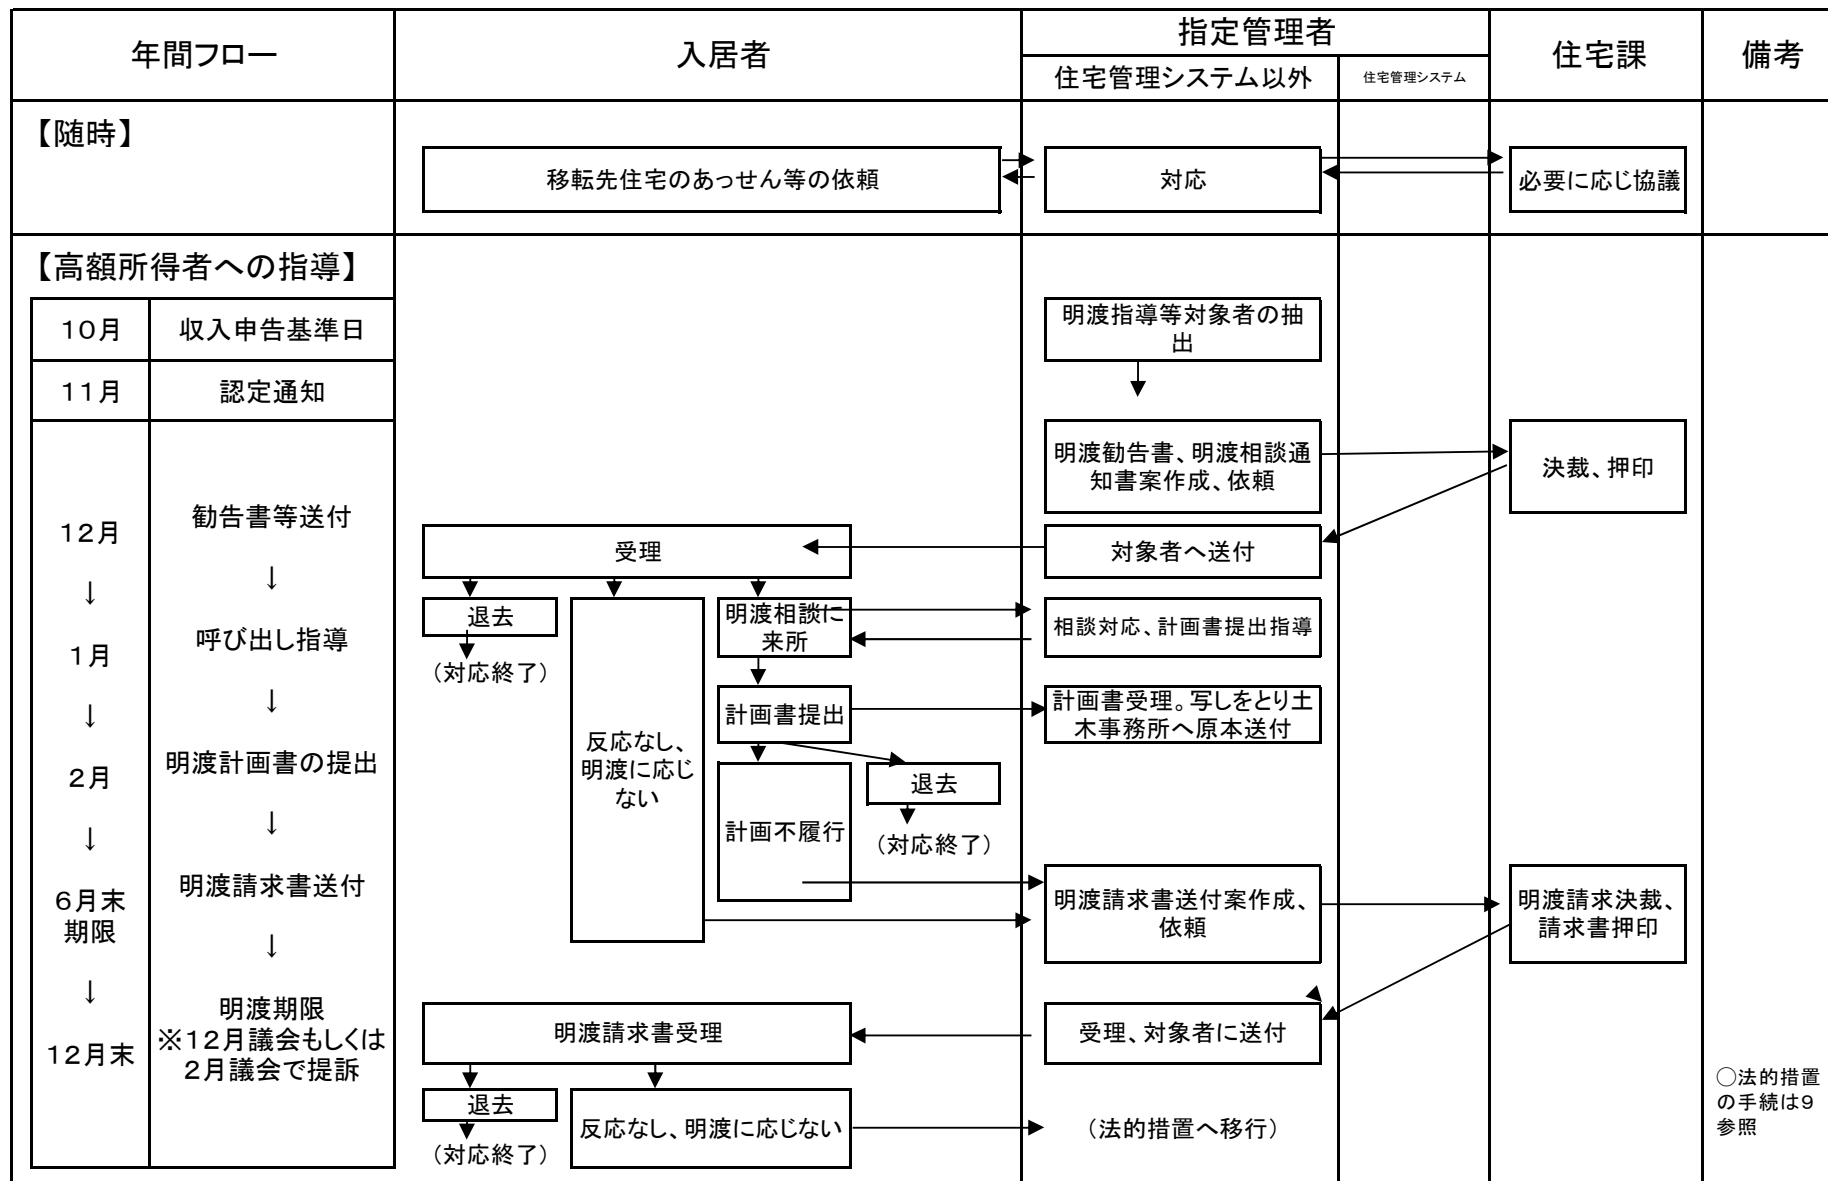 年間フロー
入居者
指定管理者
住宅管理システム以外
住宅管理システム
住宅課
備考
【随時】
移転先住宅のあっせん等の依頼
対応
必要に応じ協議
【高額所得者への指導】
10月
収入申告基準日
11月
認定通知
12月
↓
1月
↓
2月
↓
6月末
期限
↓
12月末
勧告書等送付
↓
呼び出し指導
↓
明渡計画書の提出
↓
明渡請求書送付
↓
明渡期限
※12月議会もしくは
2月議会で提訴
明渡指導等対象者の抽
出
明渡勧告書、明渡相談通
知書案作成、依頼
決裁、押印
受理
対象者へ送付
退去
(対応終了)
反応なし、
明渡に応じ
ない
明渡相談に
来所
相談対応、計画書提出指導
計画書提出
計画書受理。写しをとり土
木事務所へ原本送付
計画不履行
退去
(対応終了)
明渡請求書送付案作成、
依頼
明渡請求決裁、
請求書押印
明渡請求書受理
受理、対象者に送付
退去
(対応終了)
反応なし、明渡に応じない
(法的措置へ移行)
○法的措置
の手続は9
参照